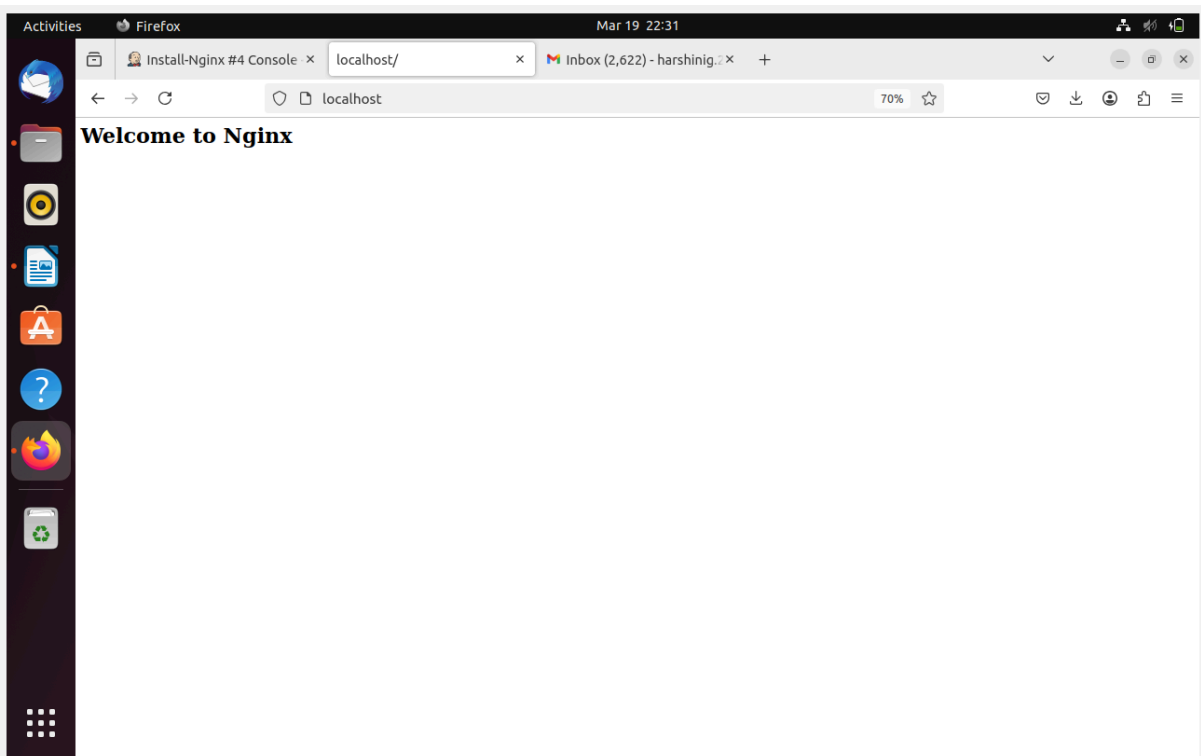 Activities Firefox Mar 19 22:31
Install-Nginx #4 Console - localhost/ Inbox (2,622) - harshinig.2
localhost 70%
Welcome to Nginx